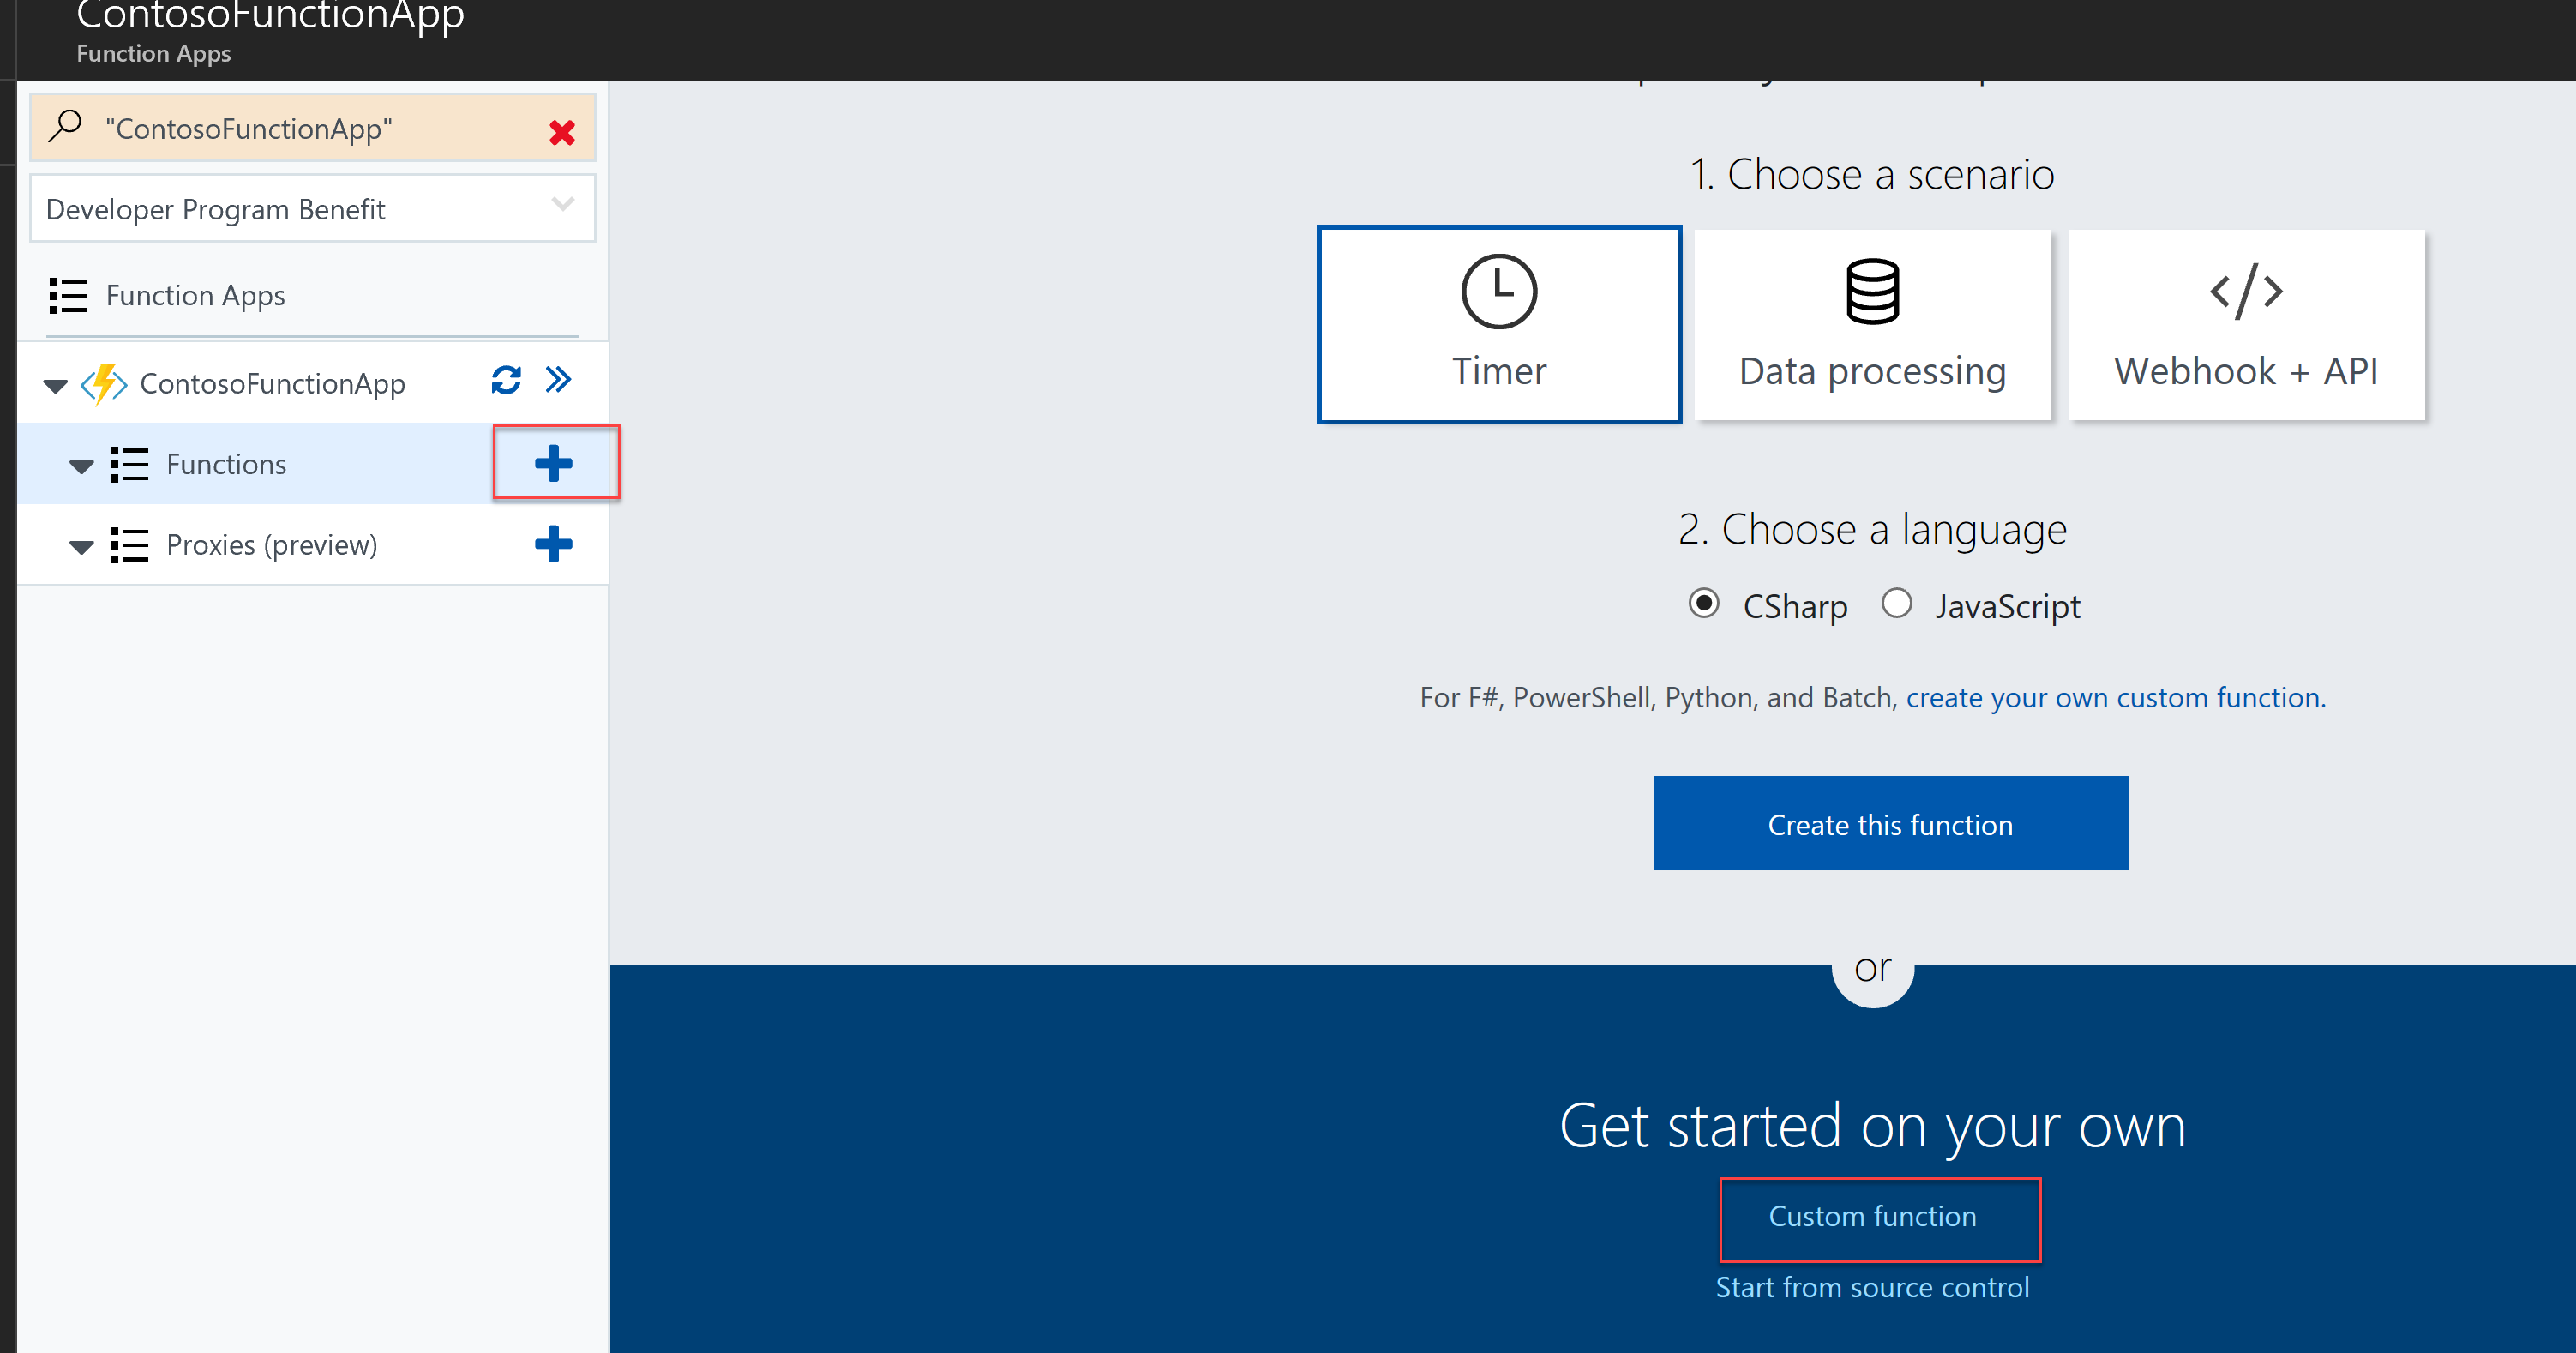 ContosoFunctionApp
Function Apps
"ContosoFunctionApp"
Developer Program Benefit
Function Apps
ContosoFunctionApp
Functions
Proxies (preview)
1. Choose a scenario
Timer
Data processing
Webhook + API
2. Choose a language
CSharp
JavaScript
For F#, PowerShell, Python, and Batch, create your own custom function.
Create this function
or
Get started on your own
Custom function
Start from source control